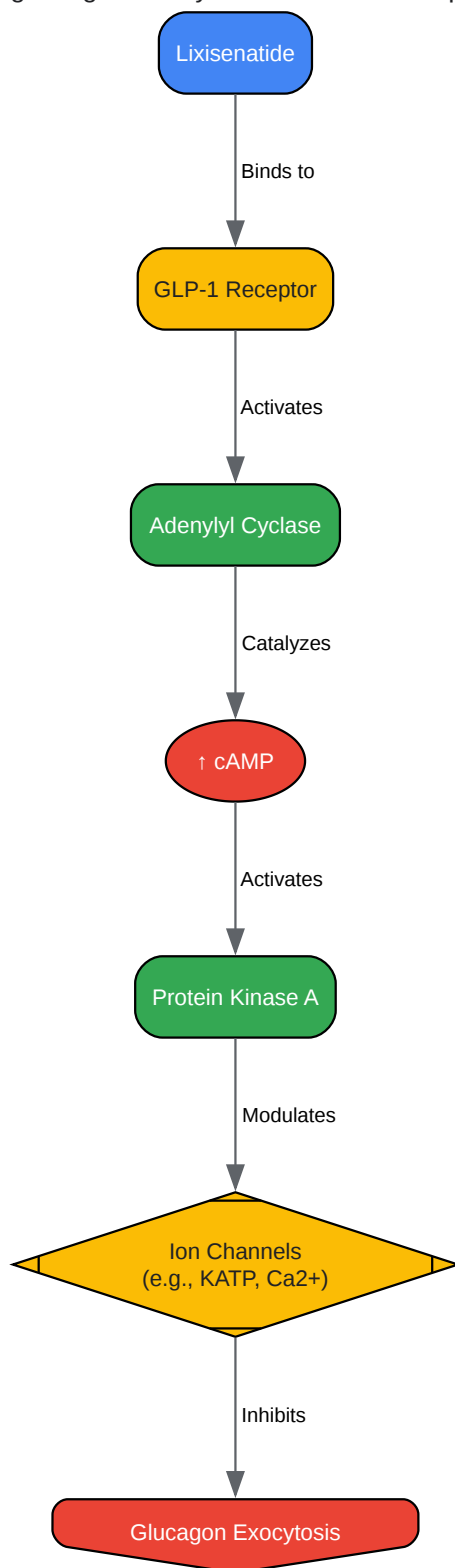 Lixisenatide
Binds to
GLP-1 Receptor
Activates
Adenylyl Cyclase
Catalyzes
↑ cAMP
Activates
Protein Kinase A
Modulates
Ion Channels
(e.g., KATP, Ca2+)
Inhibits
Glucagon Exocytosis